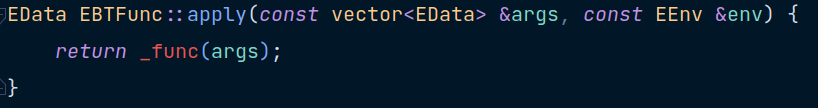 EData EBTFunc::apply(const vector<EData> &args, const EEnv &env) {
    return _func(args);
}